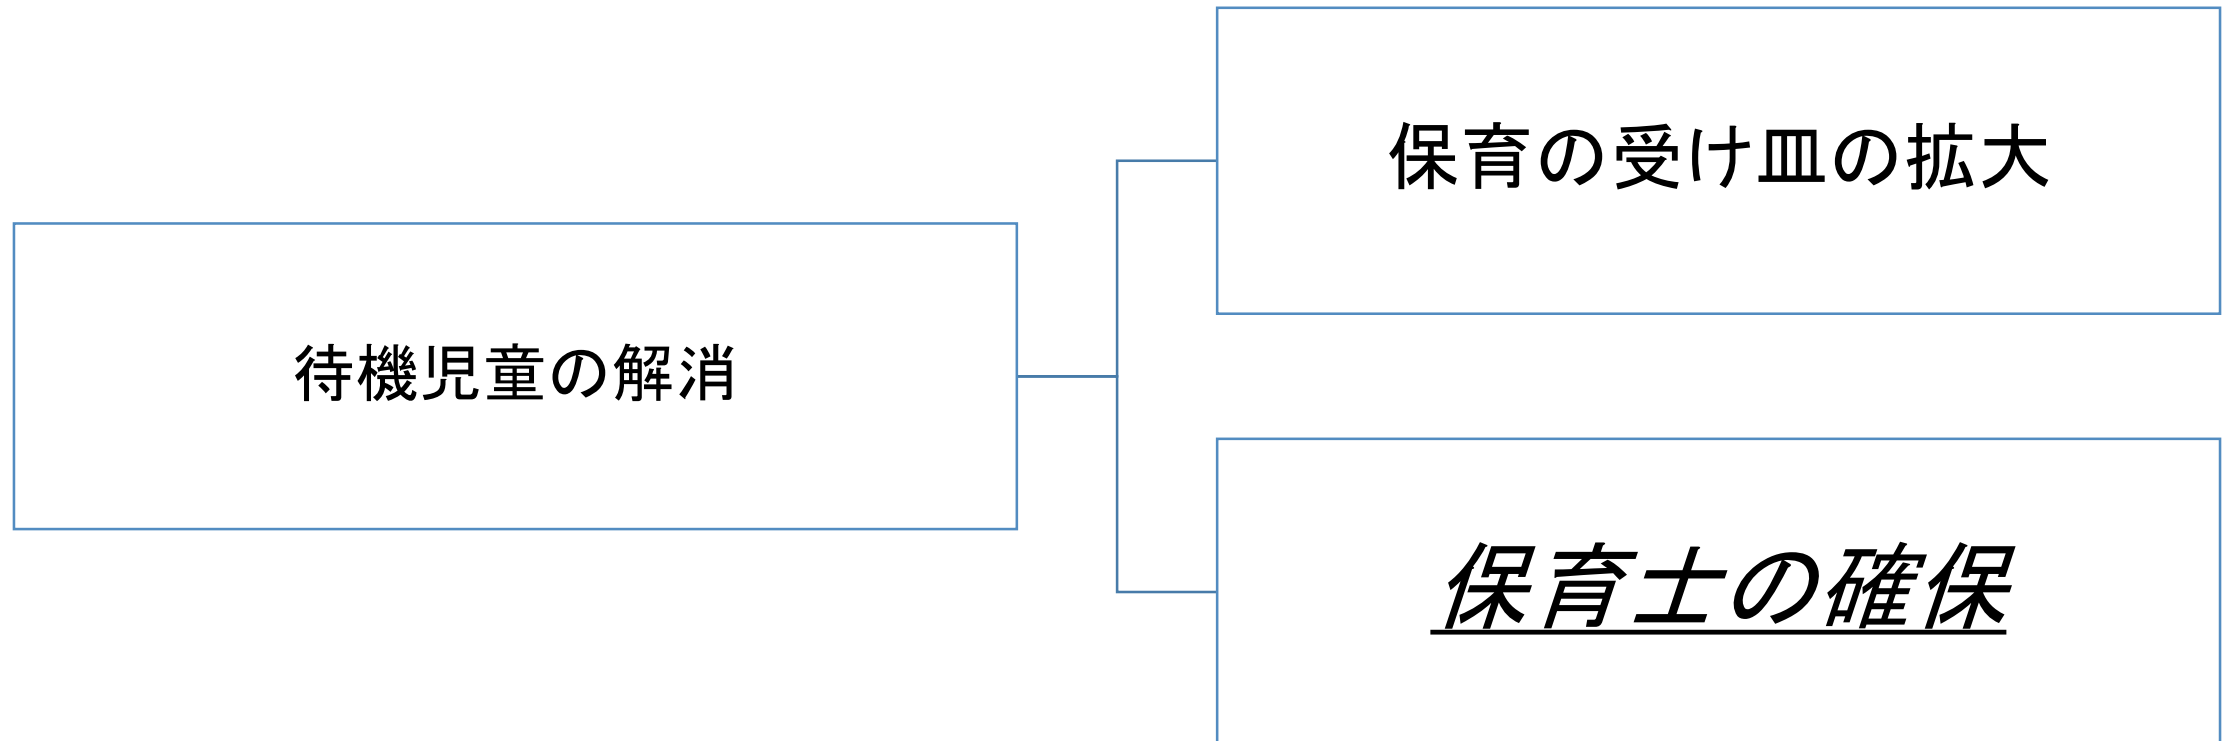 待機児童の解消
保育の受け皿の拡大
保育士の確保